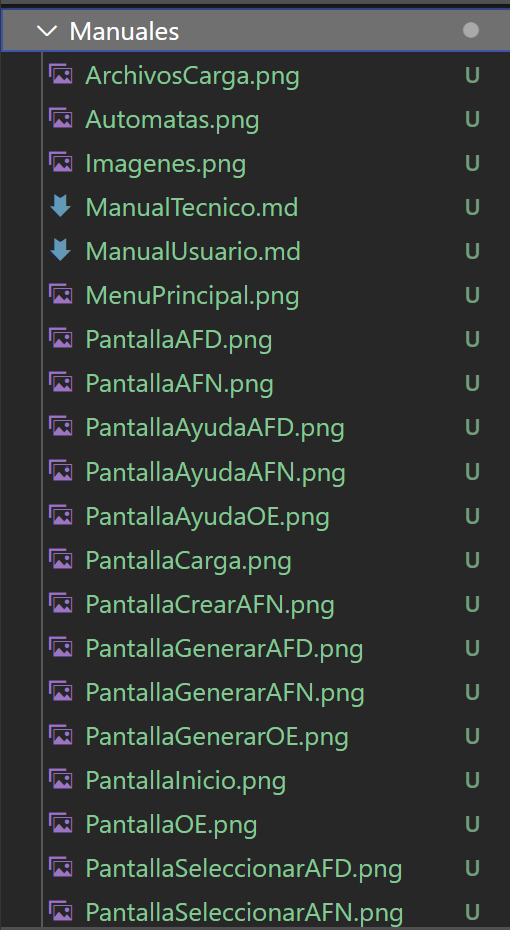 Manuales
ArchivosCarga.png U
Automatas.png U
Imagenes.png U
ManualTecnico.md U
ManualUsuario.md U
MenuPrincipal.png U
PantallaAFD.png U
PantallaAFN.png U
PantallaAyudaAFD.png U
PantallaAyudaAFN.png U
PantallaAyudaOE.png U
PantallaCarga.png U
PantallaCrearAFN.png U
PantallaGenerarAFD.png U
PantallaGenerarAFN.png U
PantallaGenerarOE.png U
PantallaInicio.png U
PantallaOE.png U
PantallaSeleccionarAFD.png U
PantallaSeleccionarAFN.png U